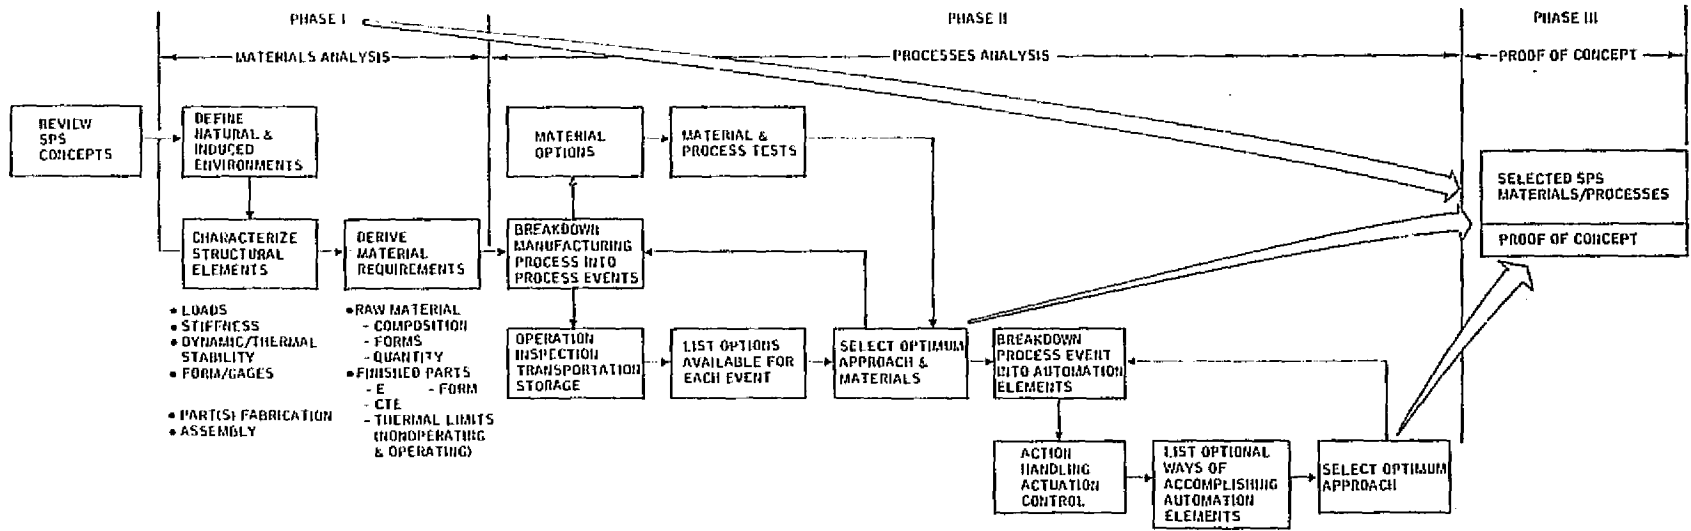 PHASE I
PHASE II
PHASE III
MATERIALS ANALYSIS
PROCESSES ANALYSIS
PROOF OF CONCEPT
REVIEW
SPS
CONCEPTS
DEFINE
NATURAL &
INDUCED
ENVIRONMENTS
MATERIAL
OPTIONS
MATERIAL &
PROCESS TESTS
SELECTED SPS
MATERIALS/PROCESSES
PROOF OF CONCEPT
CHARACTERIZE
STRUCTURAL
ELEMENTS
DERIVE
MATERIAL
REQUIREMENTS
BREAKDOWN
MANUFACTURING
PROCESS INTO
PROCESS EVENTS
• LOADS
• STIFFNESS
• DYNAMIC/THERMAL
STABILITY
• FORM/GAGES
• PART(S) FABRICATION
• ASSEMBLY
• RAW MATERIAL
- COMPOSITION
- FORMS
- QUANTITY
• FINISHED PARTS
- E - FORM
- CTE
- THERMAL LIMITS
(NONOPERATING
& OPERATING)
OPERATION
INSPECTION
TRANSPORTATION
STORAGE
LIST OPTIONS
AVAILABLE FOR
EACH EVENT
SELECT OPTIMUM
APPROACH &
MATERIALS
BREAKDOWN
PROCESS EVENT
INTO AUTOMATION
ELEMENTS
ACTION
HANDLING
ACTUATION
CONTROL
LIST OPTIONAL
WAYS OF
ACCOMPLISHING
AUTOMATION
ELEMENTS
SELECT OPTIMUM
APPROACH